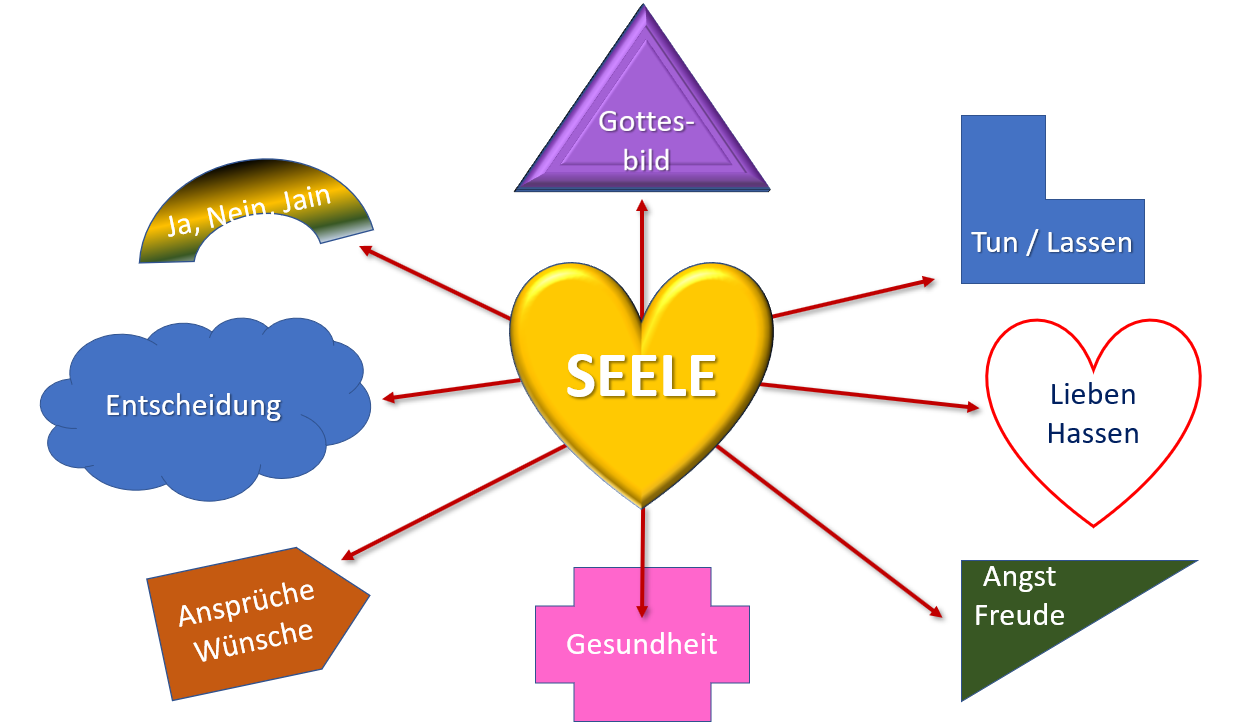 Gottes-
bild
Ja, Nein, Jain
Tun / Lassen
SEELE
Entscheidung
Lieben
Hassen
Ansprüche
Wünsche
Gesundheit
Angst
Freude